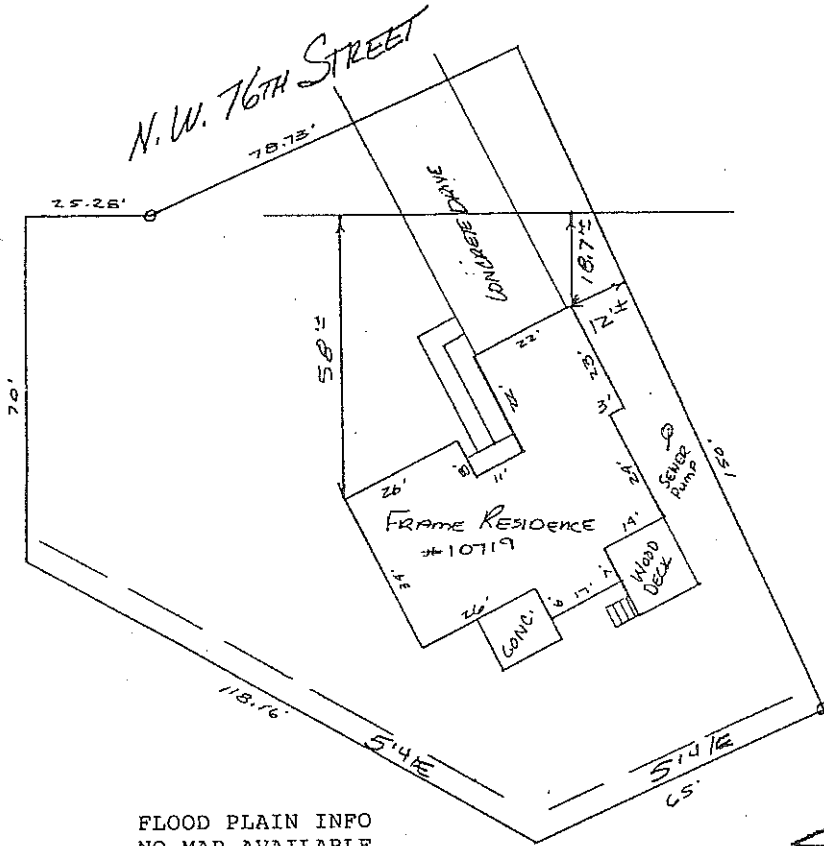 N.W. 76TH STREET
78.73'
25.28'
CONCRETE DRIVE
18.7'±
12'±
58'±
22'
23'
22'
3'
70'
8'
11'
26'
24'
SEWER
PUMP
150'
FRAME RESIDENCE
#10719
14'
34'
7'
WOOD
DECK
17'
6'
26'
CONC.
118.16'
5' U/E
5' U/E
65'
FLOOD PLAIN INFO
NO MAP AVAILABLE